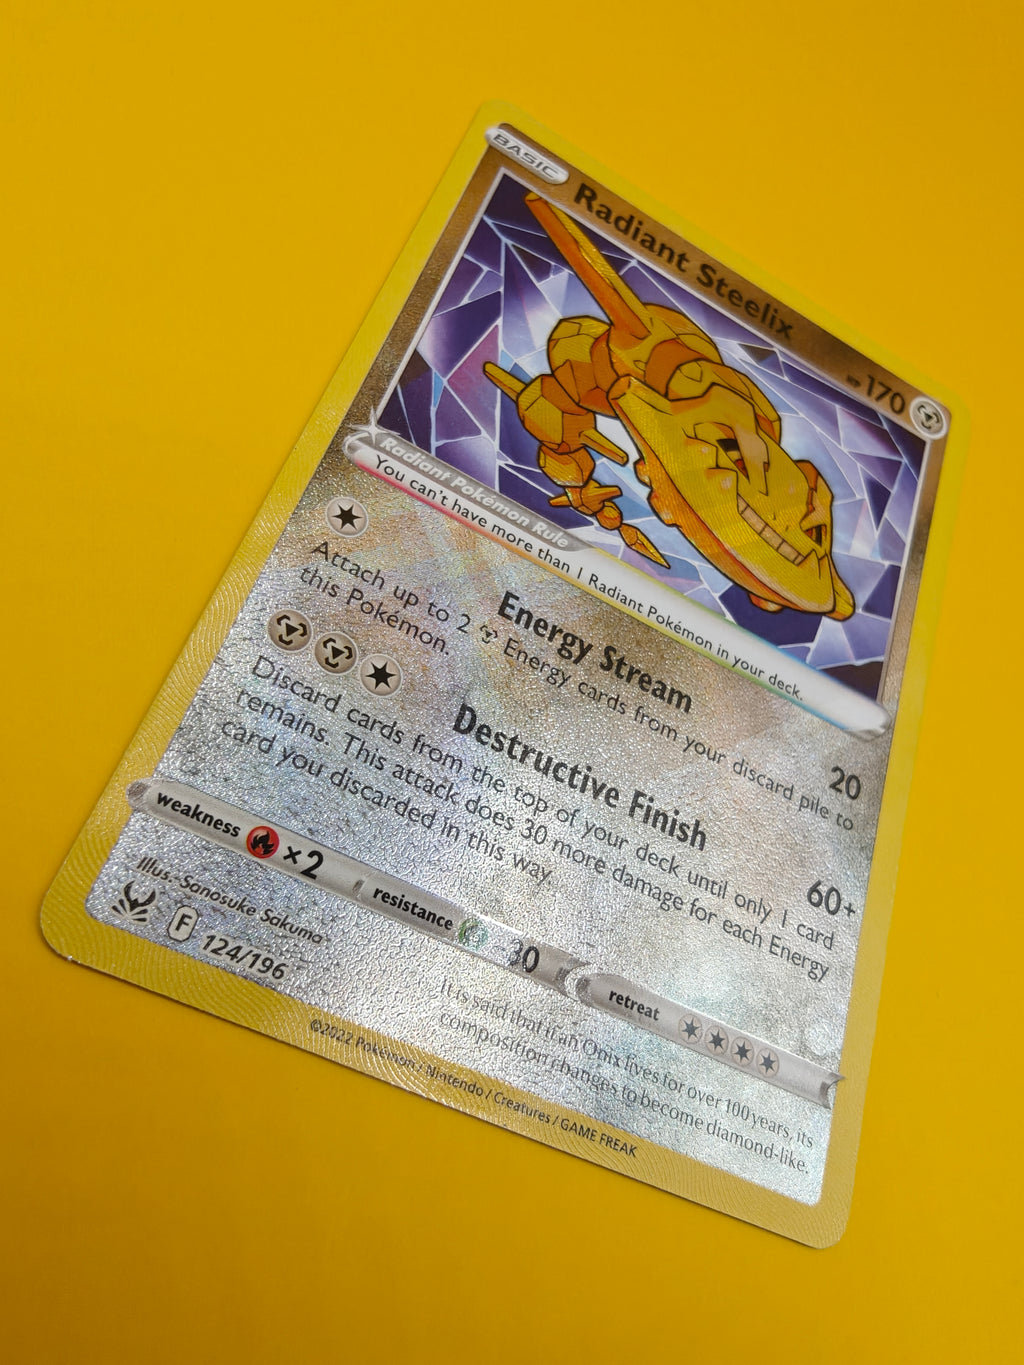 BASIC Radiant Steelix HP 170
Radiant Pokémon Rule
You can't have more than 1 Radiant Pokémon in your deck.
Energy Stream 20
Attach up to 2 Energy cards from your discard pile to
this Pokémon.
Destructive Finish 60+
Discard cards from the top of your deck until only 1 card
remains. This attack does 30 more damage for each Energy
card you discarded in this way.
weakness ×2 resistance -30 retreat
Illus. Sanosuke Sakuma
F 124/196
It is said that if an Onix lives for over 100 years, its
composition changes to become diamond-like.
©2022 Pokémon / Nintendo / Creatures / GAME FREAK